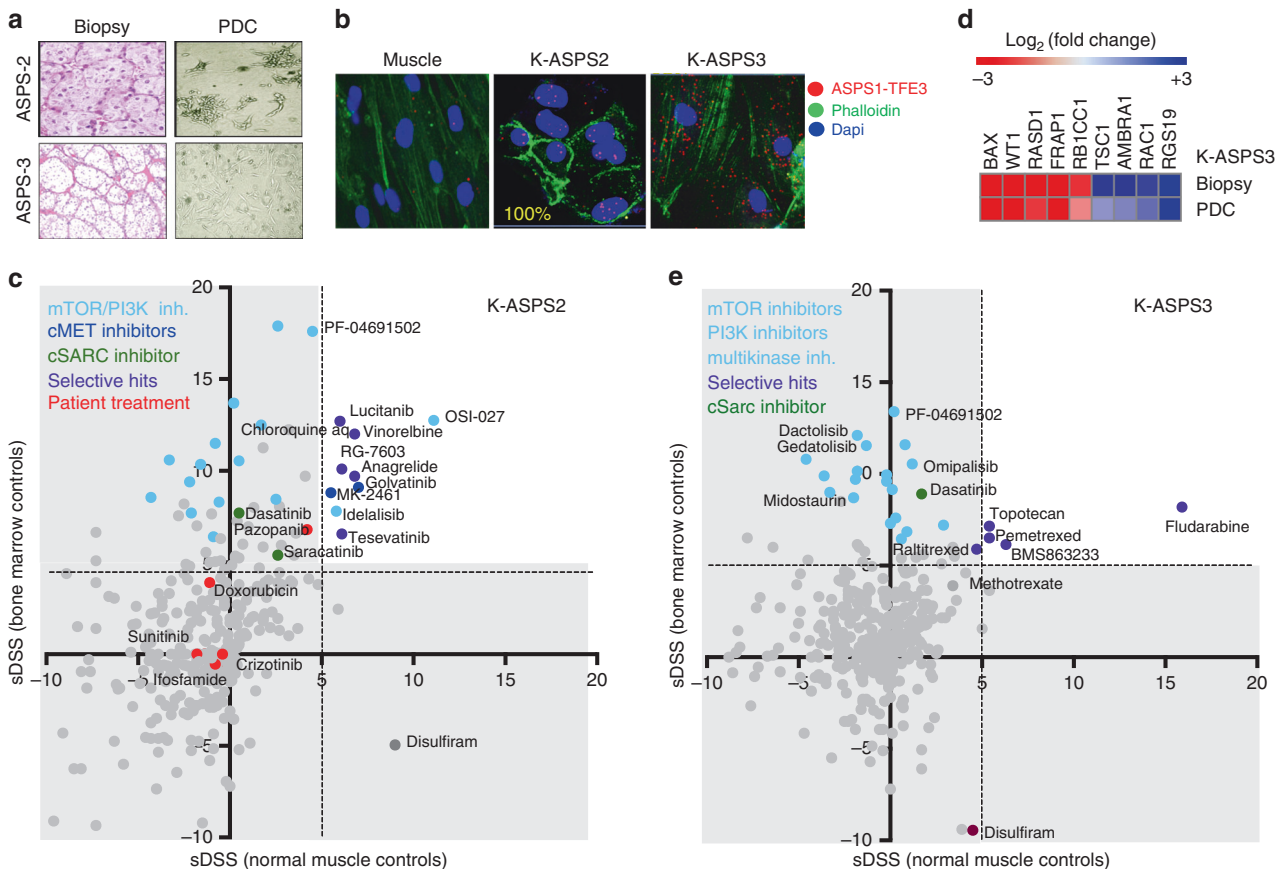 a
Biopsy
PDC
ASPS-2
ASPS-3
b
Muscle
K-ASPS2
K-ASPS3
100%
ASPS1-TFE3
Phalloidin
Dapi
d
Log2 (fold change)
–3
+3
BAX
WT1
RASD1
FRAP1
RB1CC1
TSC1
AMBRA1
RAC1
RGS19
K-ASPS3
Biopsy
PDC
c
mTOR/PI3K inh.
cMET inhibitors
cSARC inhibitor
Selective hits
Patient treatment
K-ASPS2
20
15
10
5
–5
–10
–10
–5
5
10
15
20
PF-04691502
Lucitanib
OSI-027
Chloroquine aq
Vinorelbine
RG-7603
Anagrelide
Golvatinib
MK-2461
Idelalisib
Dasatinib
Pazopanib
Tesevatinib
Saracatinib
Doxorubicin
Sunitinib
Crizotinib
Ifosfamide
Disulfiram
sDSS (bone marrow controls)
sDSS (normal muscle controls)
e
mTOR inhibitors
PI3K inhibitors
multikinase inh.
Selective hits
cSarc inhibitor
K-ASPS3
20
15
10
5
–5
–10
–10
–5
5
10
15
20
PF-04691502
Dactolisib
Gedatolisib
Omipalisib
Midostaurin
Dasatinib
Topotecan
Fludarabine
Pemetrexed
Raltitrexed
BMS863233
Methotrexate
Disulfiram
sDSS (bone marrow controls)
sDSS (normal muscle controls)